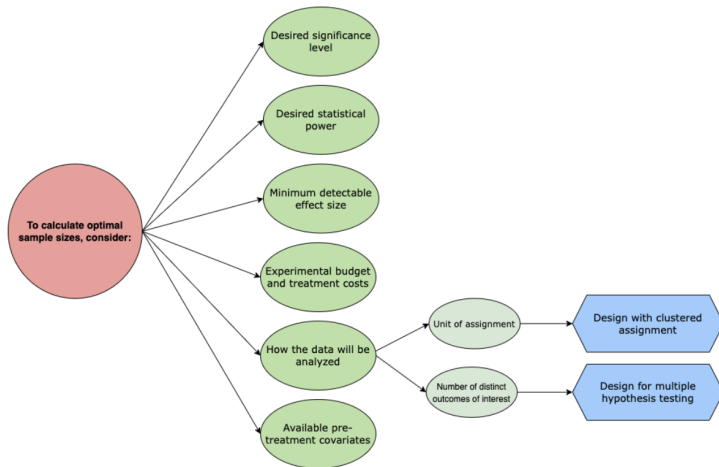 To calculate optimal
sample sizes, consider:
Desired significance
level
Desired statistical
power
Minimum detectable
effect size
Experimental budget
and treatment costs
How the data will be
analyzed
Available pre-
treatment covariates
Unit of assignment
Number of distinct
outcomes of interest
Design with clustered
assignment
Design for multiple
hypothesis testing